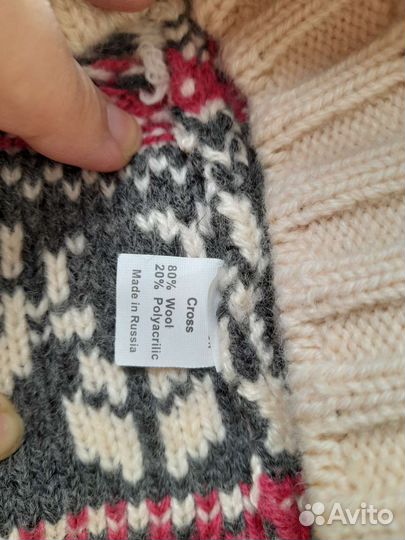 Cross
80% Wool
20% Polyacrilic
Made in Russia
Avito